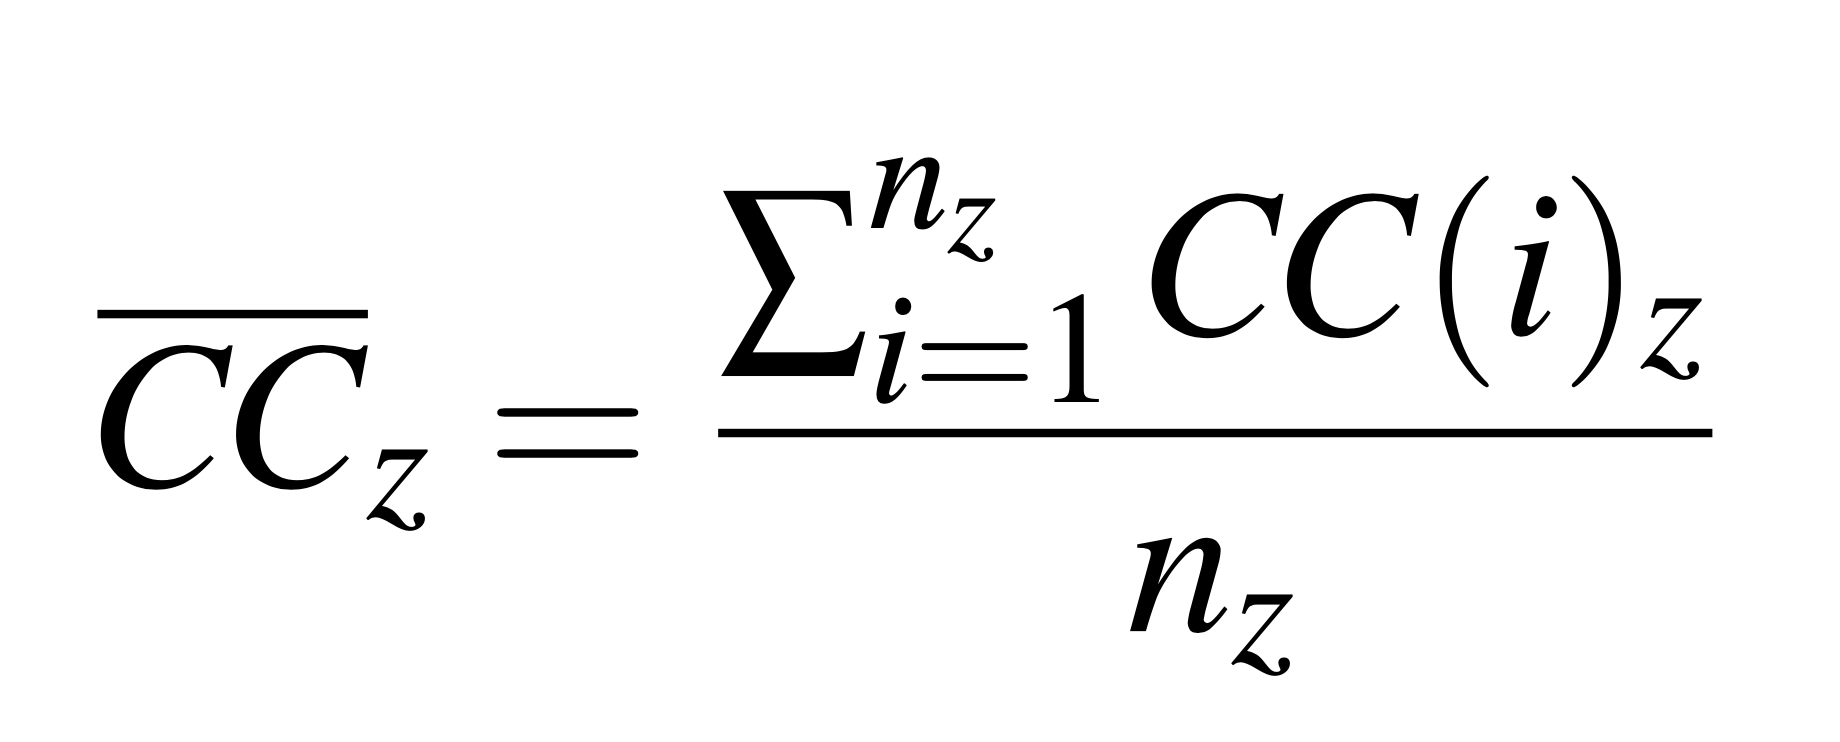 $\overline{CC}_z = \frac{\sum_{i=1}^{n_z} CC(i)_z}{n_z}$